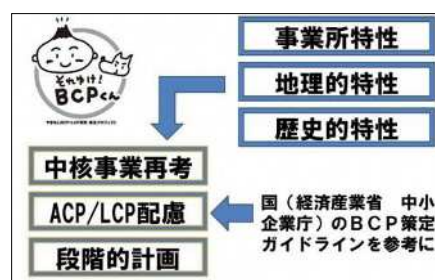 それゆけ!
BCPくん
事業所特性
地理的特性
歴史的特性
中核事業再考
ACP/LCP配慮
段階的計画
国（経済産業省 中小
企業庁）のＢＣＰ策定
ガイドラインを参考に